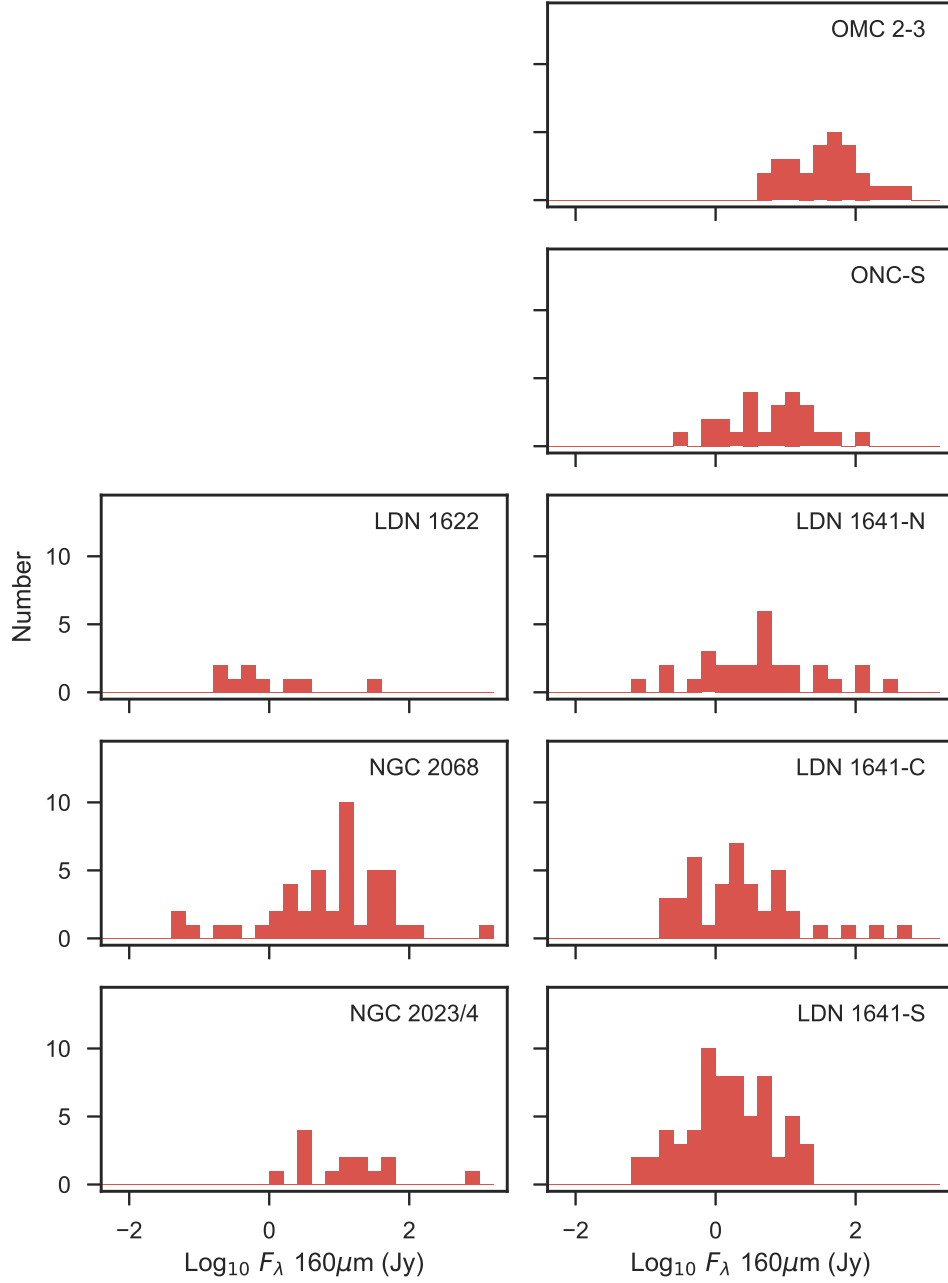 OMC 2-3
ONC-S
LDN 1622
LDN 1641-N
Number
10
5
0
NGC 2068
LDN 1641-C
10
5
0
NGC 2023/4
LDN 1641-S
10
5
0
−2 0 2
−2 0 2
Log₁₀ F_λ 160μm (Jy)
Log₁₀ F_λ 160μm (Jy)